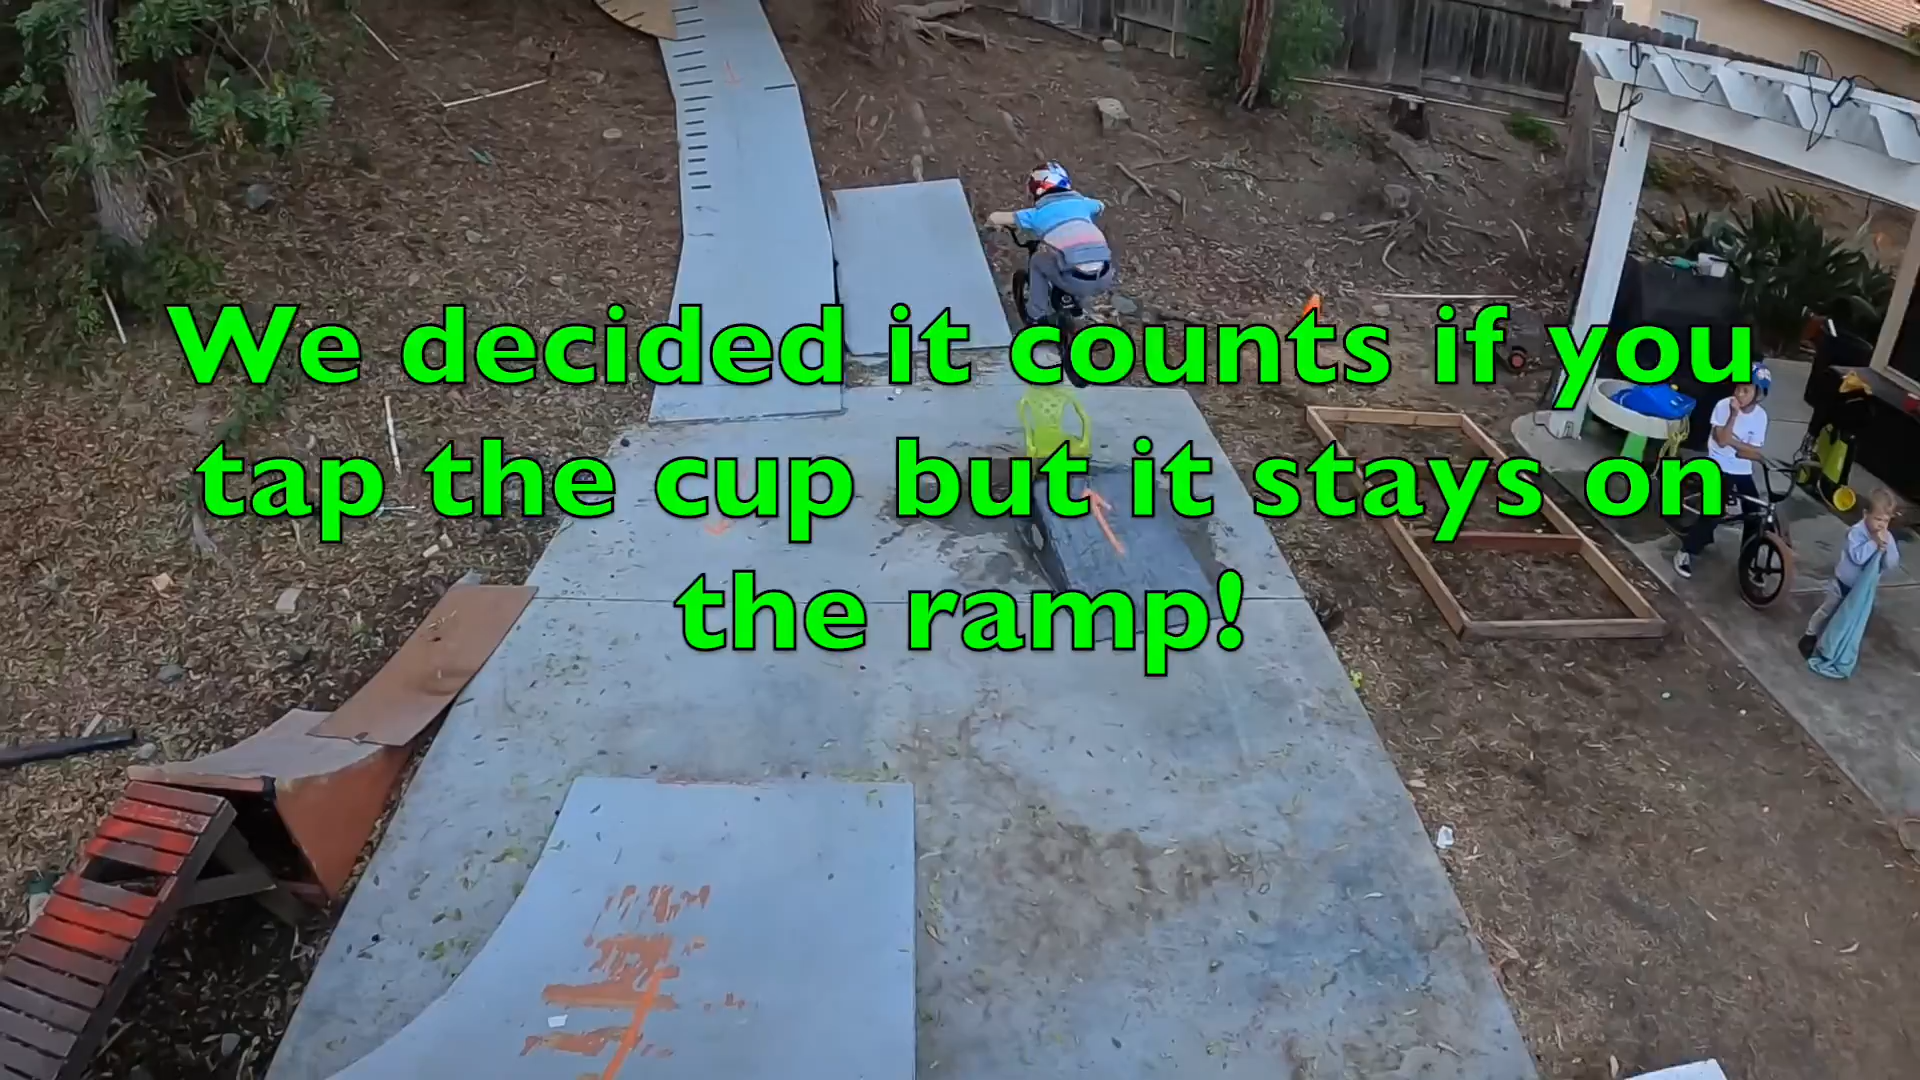 We decided it counts if you
tap the cup but it stays on
the ramp!